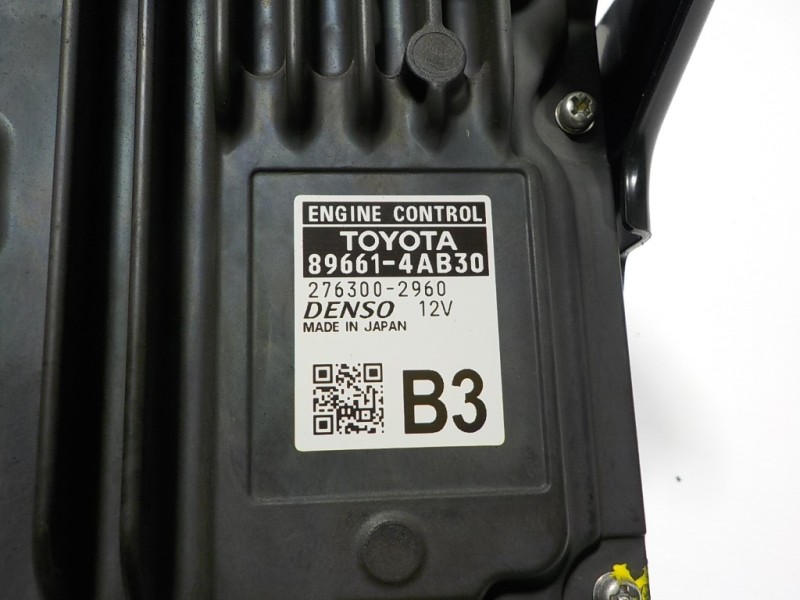 ENGINE CONTROL
TOYOTA
89661-4AB30
276300-2960
DENSO 12V
MADE IN JAPAN
B3